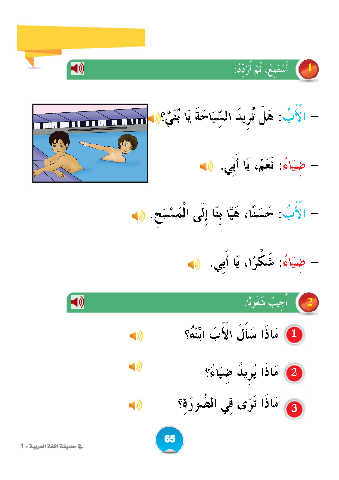 1 أَسْتَمِعُ، ثُمَّ أُرَدِّدُ:
– الْأَبُ: هَلْ تُرِيدُ السِّبَاحَةَ يَا بُنَيَّ؟
– ضِيَاءُ: نَعَمْ، يَا أَبِي.
– الْأَبُ: حَسَنًا، هَيَّا بِنَا إِلَى الْمَسْبَحِ.
– ضِيَاءُ: شُكْرًا، يَا أَبِي.
2 أُجِيبُ شَفَوِيًّا:
1 مَاذَا سَأَلَ الْأَبُ ابْنَهُ؟
2 مَاذَا يُرِيدُ ضِيَاءُ؟
3 مَاذَا تَرَى فِي الصُّورَةِ؟
65
في حديقة اللغة العربية - 1